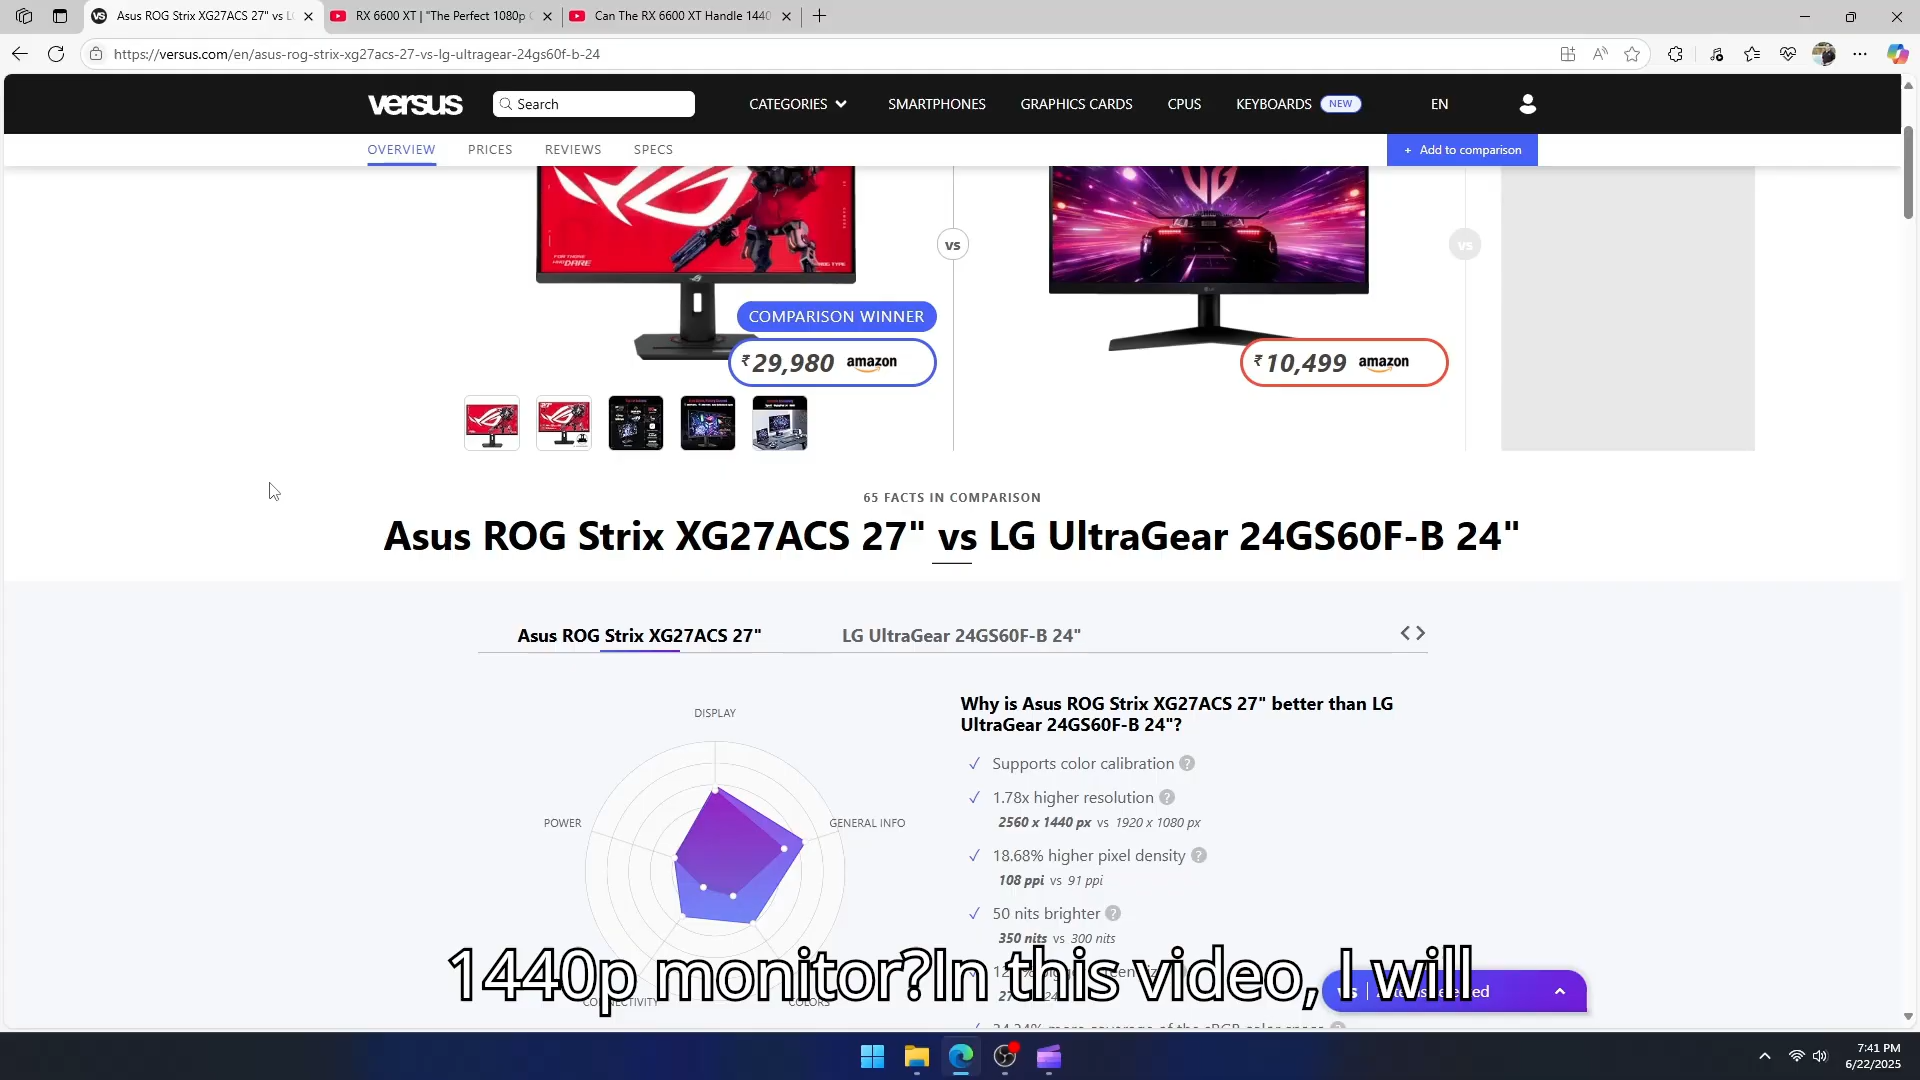 Asus ROG Strix XG27ACS 27" vs L
RX 6600 XT | "The Perfect 1080p
Can The RX 6600 XT Handle 1440
https://versus.com/en/asus-rog-strix-xg27acs-27-vs-lg-ultragear-24gs60f-b-24
versus
Search
CATEGORIES
SMARTPHONES
GRAPHICS CARDS
CPUS
KEYBOARDS NEW
EN
OVERVIEW
PRICES
REVIEWS
SPECS
+ Add to comparison
FOR THOSE
WHO DARE
vs
vs
COMPARISON WINNER
₹29,980 amazon
₹10,499 amazon
65 FACTS IN COMPARISON
Asus ROG Strix XG27ACS 27" vs LG UltraGear 24GS60F-B 24"
Asus ROG Strix XG27ACS 27"
LG UltraGear 24GS60F-B 24"
DISPLAY
POWER
GENERAL INFO
CONNECTIVITY
COLORS
Why is Asus ROG Strix XG27ACS 27" better than LG
UltraGear 24GS60F-B 24"?
Supports color calibration ?
1.78x higher resolution ?
2560 x 1440 px vs 1920 x 1080 px
18.68% higher pixel density ?
108 ppi vs 91 ppi
50 nits brighter ?
350 nits vs 300 nits
1440p monitor?In this video, I will
7:41 PM
6/22/2025